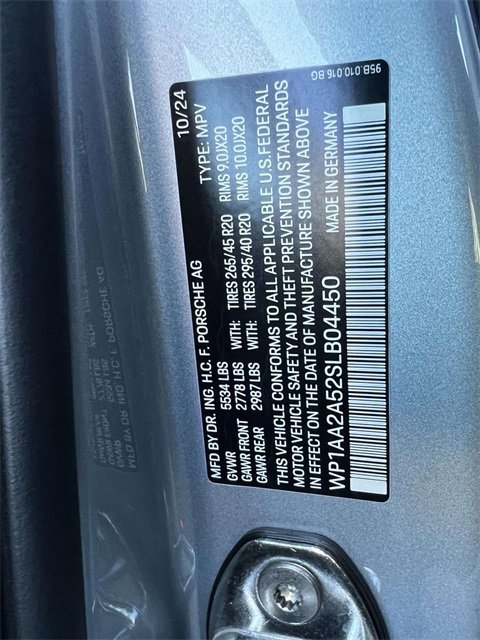 95B.010.016.BG
MFD BY DR. ING. H.C. F. PORSCHE AG 10/24
TYPE: MPV
GVWR 5534 LBS
GAWR FRONT 2778 LBS WITH: TIRES 265/45 R20 RIMS 9.0JX20
GAWR REAR 2987 LBS WITH: TIRES 295/40 R20 RIMS 10.0JX20
THIS VEHICLE CONFORMS TO ALL APPLICABLE U.S. FEDERAL
MOTOR VEHICLE SAFETY AND THEFT PREVENTION STANDARDS
IN EFFECT ON THE DATE OF MANUFACTURE SHOWN ABOVE
WP1AA2A52SLB04450 MADE IN GERMANY